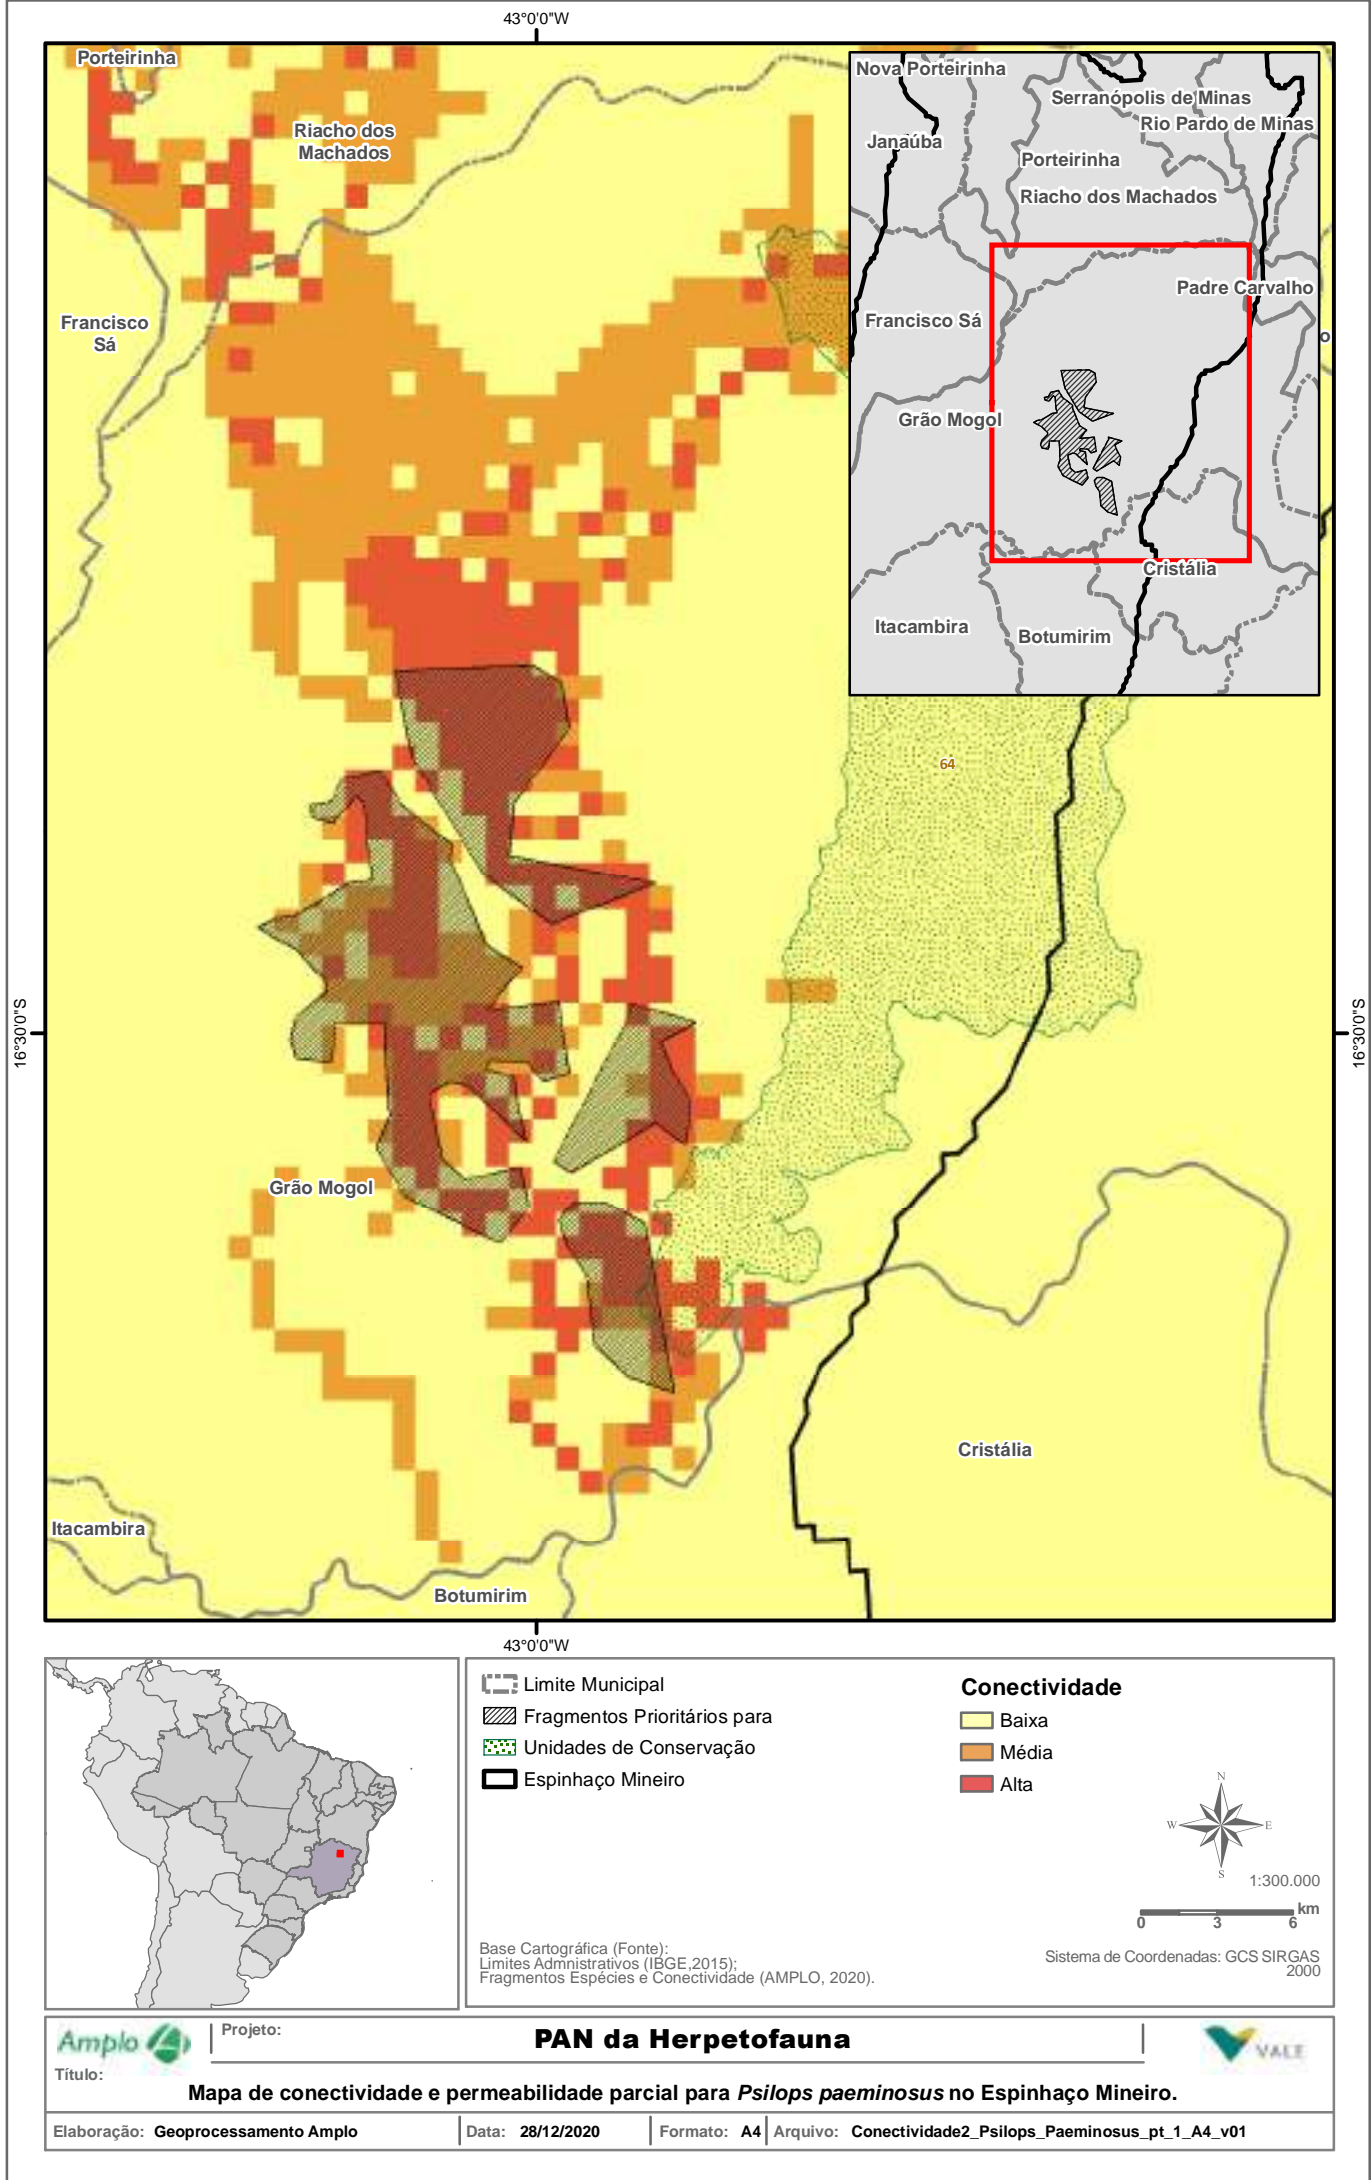 43°0'0"W
Porteirinha
Riacho dos
Machados
Francisco
Sá
Nova Porteirinha
Serranópolis de Minas
Rio Pardo de Minas
Janaúba
Porteirinha
Riacho dos Machados
Padre Carvalho
Francisco Sá
o
Grão Mogol
Cristália
Itacambira
Botumirim
64
16°30'0"S
16°30'0"S
Grão Mogol
Cristália
Itacambira
Botumirim
43°0'0"W
Limite Municipal
Fragmentos Prioritários para
Unidades de Conservação
Espinhaço Mineiro
Conectividade
Baixa
Média
Alta
N
W
E
S
1:300.000
km
0 3 6
Base Cartográfica (Fonte):
Limites Admnistrativos (IBGE,2015);
Fragmentos Espécies e Conectividade (AMPLO, 2020).
Sistema de Coordenadas: GCS SIRGAS
2000
Amplo
Projeto:
PAN da Herpetofauna
VALE
Título:
Mapa de conectividade e permeabilidade parcial para Psilops paeminosus no Espinhaço Mineiro.
Elaboração: Geoprocessamento Amplo
Data: 28/12/2020
Formato: A4
Arquivo: Conectividade2_Psilops_Paeminosus_pt_1_A4_v01